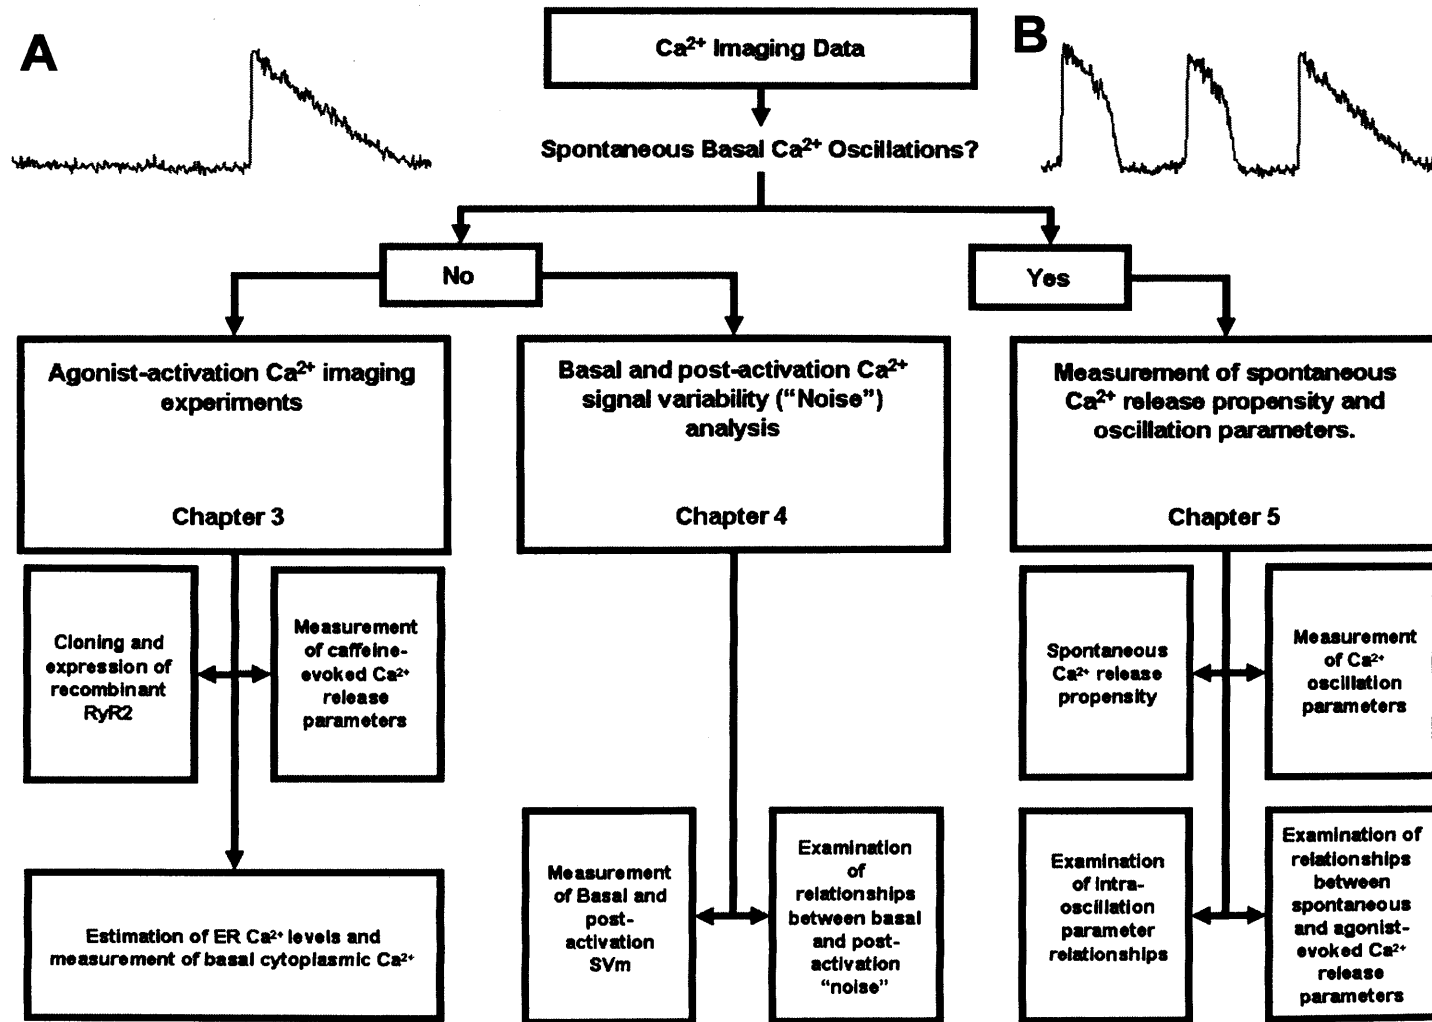 A
Ca²⁺ Imaging Data
B
Spontaneous Basal Ca²⁺ Oscillations?
No
Yes
Agonist-activation Ca²⁺ imaging
experiments
Chapter 3
Basal and post-activation Ca²⁺
signal variability (“Noise”)
analysis
Chapter 4
Measurement of spontaneous
Ca²⁺ release propensity and
oscillation parameters.
Chapter 5
Cloning and
expression of
recombinant
RyR2
Measurement
of caffeine-
evoked Ca²⁺
release
parameters
Spontaneous
Ca²⁺ release
propensity
Measurement
of Ca²⁺
oscillation
parameters
Estimation of ER Ca²⁺ levels and
measurement of basal cytoplasmic Ca²⁺
Measurement
of Basal and
post-
activation
SVm
Examination
of
relationships
between basal
and post-
activation
“noise”
Examination
of intra-
oscillation
parameter
relationships
Examination of
relationships
between
spontaneous
and agonist-
evoked Ca²⁺
release
parameters